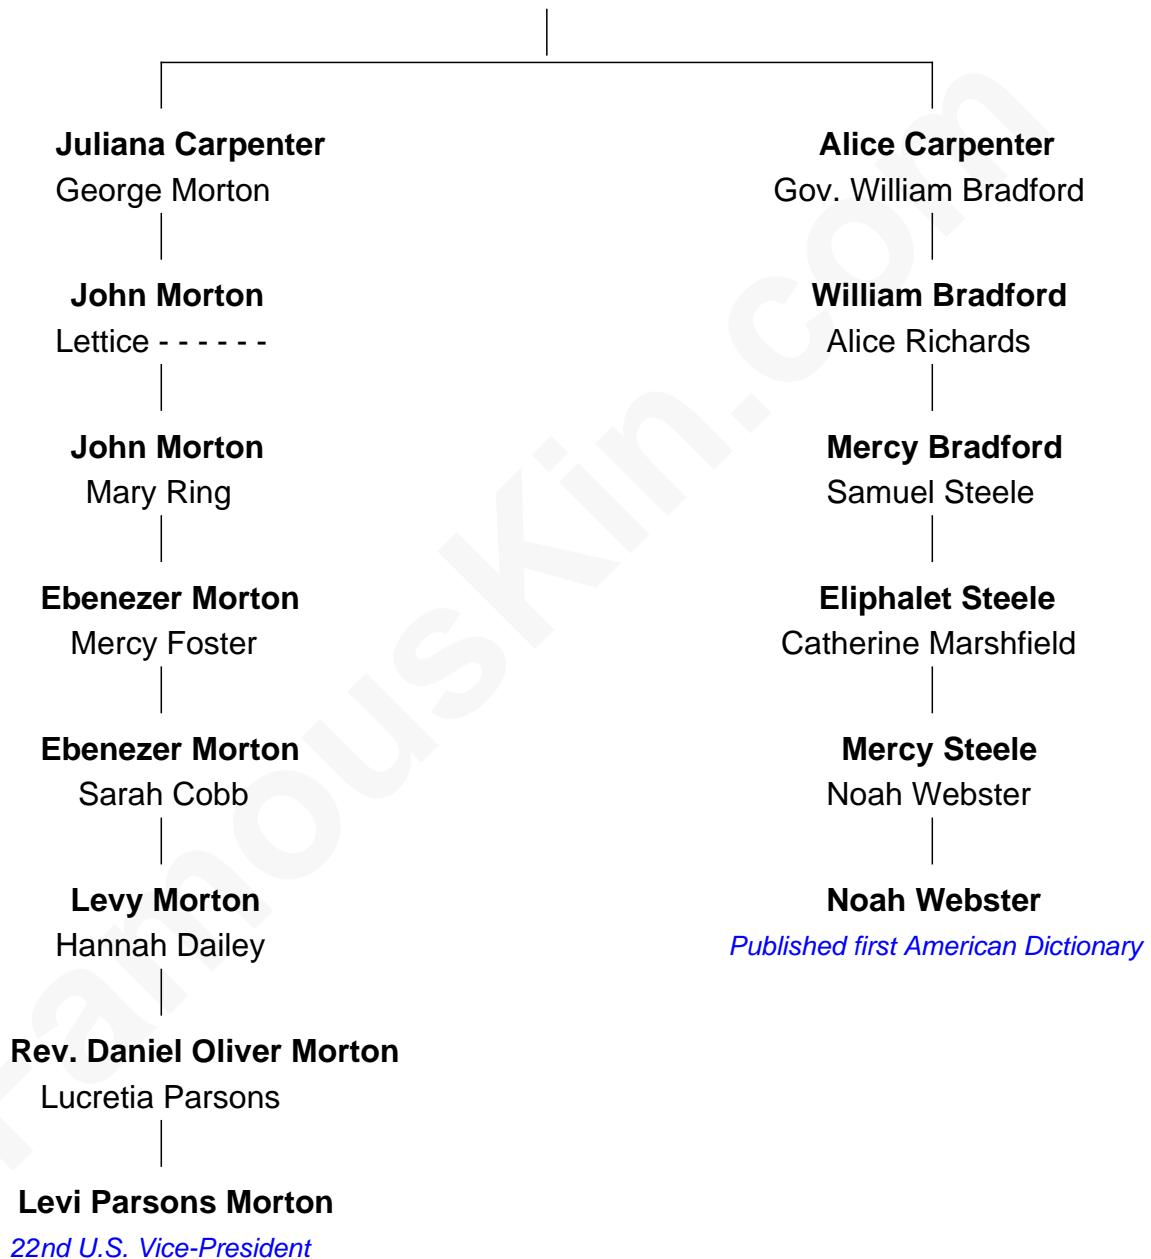 Juliana Carpenter
George Morton
John Morton
Lettice - - - - - -
John Morton
Mary Ring
Ebenezer Morton
Mercy Foster
Ebenezer Morton
Sarah Cobb
Levy Morton
Hannah Dailey
Rev. Daniel Oliver Morton
Lucretia Parsons
Levi Parsons Morton
22nd U.S. Vice-President
Alice Carpenter
Gov. William Bradford
William Bradford
Alice Richards
Mercy Bradford
Samuel Steele
Eliphalet Steele
Catherine Marshfield
Mercy Steele
Noah Webster
Noah Webster
Published first American Dictionary
FamousKin.com